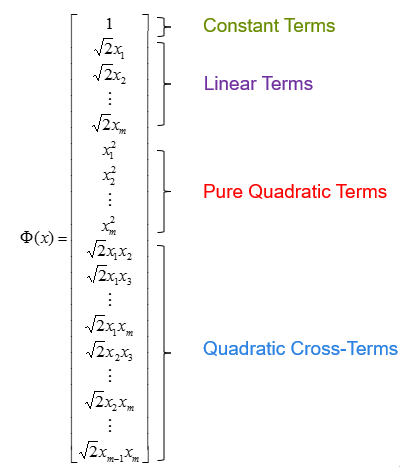 1 Constant Terms
√2x₁
√2x₂ Linear Terms
⋮
√2xₘ
x₁²
x₂²
⋮ Pure Quadratic Terms
xₘ²
Φ(x) =
√2x₁x₂
√2x₁x₃
⋮
√2x₁xₘ
√2x₂x₃ Quadratic Cross-Terms
⋮
√2x₂xₘ
⋮
√2xₘ₋₁xₘ